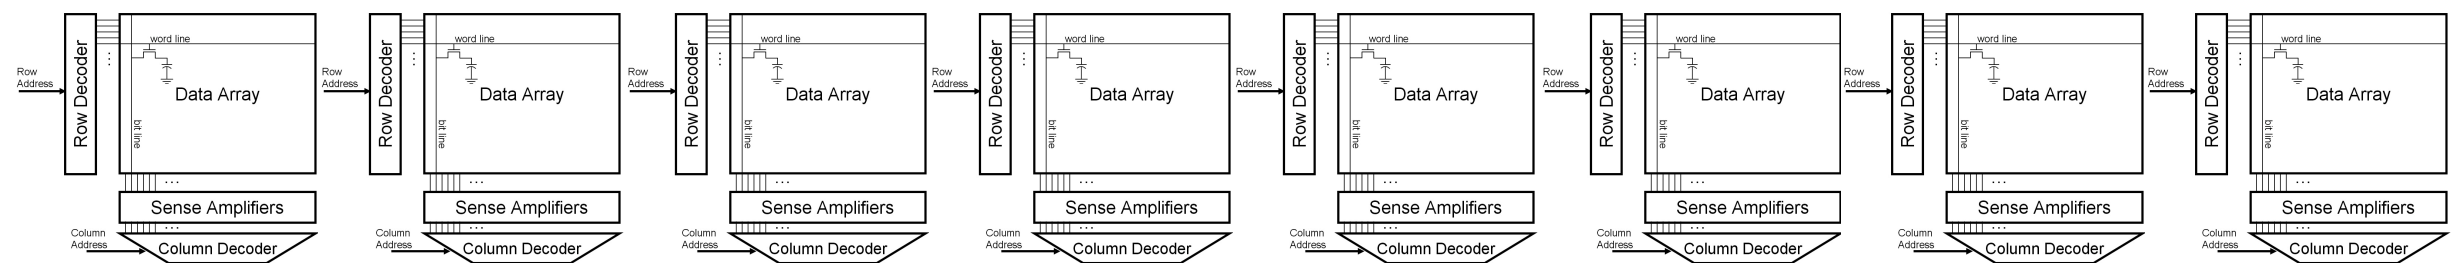 Row Decoder
word line
Row
Address
Data Array
bit line
...
Sense Amplifiers
...
Column
Address
Column Decoder
Row Decoder
word line
Row
Address
Data Array
bit line
...
Sense Amplifiers
...
Column
Address
Column Decoder
Row Decoder
word line
Row
Address
Data Array
bit line
...
Sense Amplifiers
...
Column
Address
Column Decoder
Row Decoder
word line
Row
Address
Data Array
bit line
...
Sense Amplifiers
...
Column
Address
Column Decoder
Row Decoder
word line
Row
Address
Data Array
bit line
...
Sense Amplifiers
...
Column
Address
Column Decoder
Row Decoder
word line
Row
Address
Data Array
bit line
...
Sense Amplifiers
...
Column
Address
Column Decoder
Row Decoder
word line
Row
Address
Data Array
bit line
...
Sense Amplifiers
...
Column
Address
Column Decoder
Row Decoder
word line
Row
Address
Data Array
bit line
...
Sense Amplifiers
...
Column
Address
Column Decoder